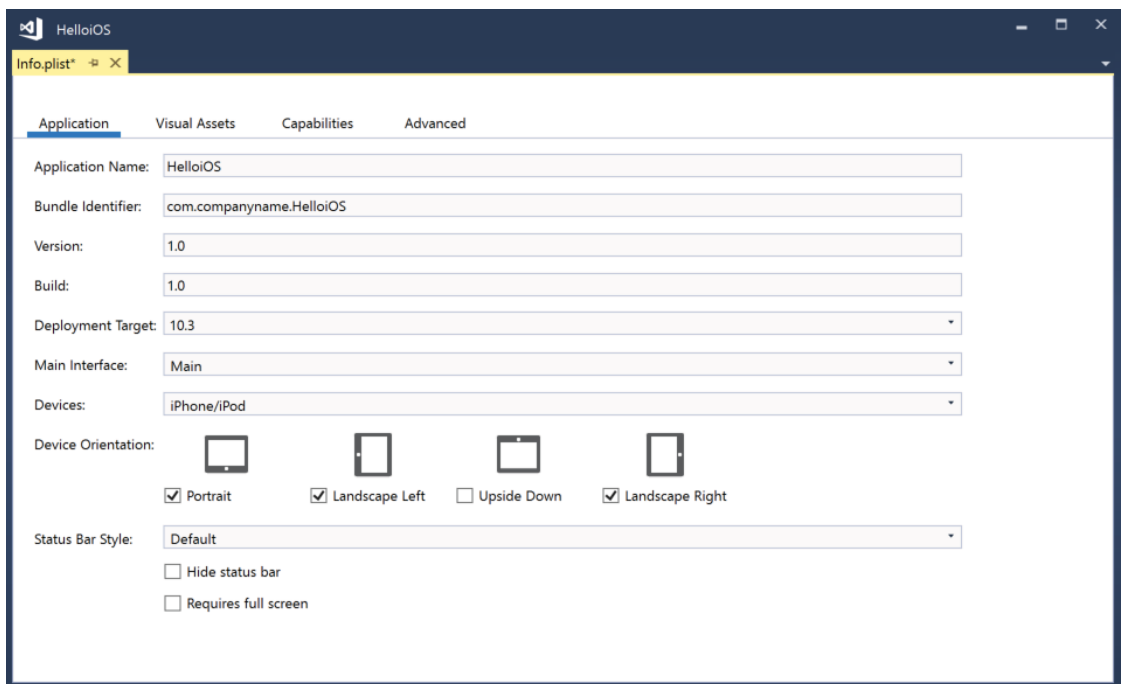 HelloiOS
Info.plist*
Application Visual Assets Capabilities Advanced
Application Name: HelloiOS
Bundle Identifier: com.companyname.HelloiOS
Version: 1.0
Build: 1.0
Deployment Target: 10.3
Main Interface: Main
Devices: iPhone/iPod
Device Orientation:
Portrait Landscape Left Upside Down Landscape Right
Status Bar Style: Default
Hide status bar
Requires full screen